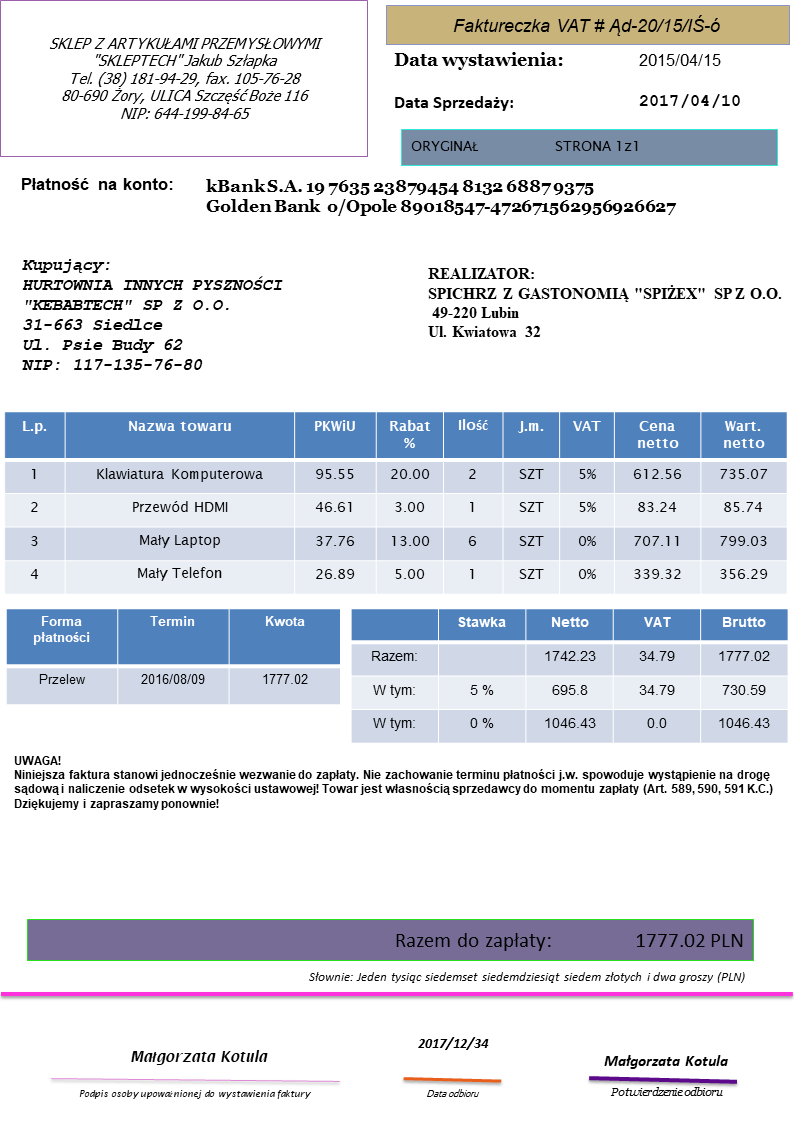 SKLEP Z ARTYKUŁAMI PRZEMYSŁOWYMI
"SKLEPTECH" Jakub Szłapka
Tel. (38) 181-94-29, fax. 105-76-28
80-690 Żory, ULICA Szczęść Boże 116
NIP: 644-199-84-65
Faktureczka VAT # Ąd-20/15/IŚ-ó
Data wystawienia: 2015/04/15
Data Sprzedaży: 2017/04/10
ORYGINAŁ STRONA 1z1
Płatność na konto: kBank S.A. 19 7635 23879454 8132 6887 9375
Golden Bank o/Opole 89018547-472671562956926627
Kupujący:
HURTOWNIA INNYCH PYSZNOŚCI
"KEBABTECH" SP Z O.O.
31-663 Siedlce
Ul. Psie Budy 62
NIP: 117-135-76-80
REALIZATOR:
SPICHRZ Z GASTONOMIĄ "SPIŻEX" SP Z O.O.
49-220 Lubin
Ul. Kwiatowa 32
L.p. Nazwa towaru PKWiU Rabat % Ilość J.m. VAT Cena netto Wart. netto
1 Klawiatura Komputerowa 95.55 20.00 2 SZT 5% 612.56 735.07
2 Przewód HDMI 46.61 3.00 1 SZT 5% 83.24 85.74
3 Mały Laptop 37.76 13.00 6 SZT 0% 707.11 799.03
4 Mały Telefon 26.89 5.00 1 SZT 0% 339.32 356.29
Forma płatności Termin Kwota
Przelew 2016/08/09 1777.02
Stawka Netto VAT Brutto
Razem: 1742.23 34.79 1777.02
W tym: 5 % 695.8 34.79 730.59
W tym: 0 % 1046.43 0.0 1046.43
UWAGA!
Niniejsza faktura stanowi jednocześnie wezwanie do zapłaty. Nie zachowanie terminu płatności j.w. spowoduje wystąpienie na drogę
sądową i naliczenie odsetek w wysokości ustawowej! Towar jest własnością sprzedawcy do momentu zapłaty (Art. 589, 590, 591 K.C.)
Dziękujemy i zapraszamy ponownie!
Razem do zapłaty: 1777.02 PLN
Słownie: Jeden tysiąc siedemset siedemdziesiąt siedem złotych i dwa groszy (PLN)
Małgorzata Kotula
Podpis osoby upoważnionej do wystawienia faktury
2017/12/34
Data odbioru
Małgorzata Kotula
Potwierdzenie odbioru